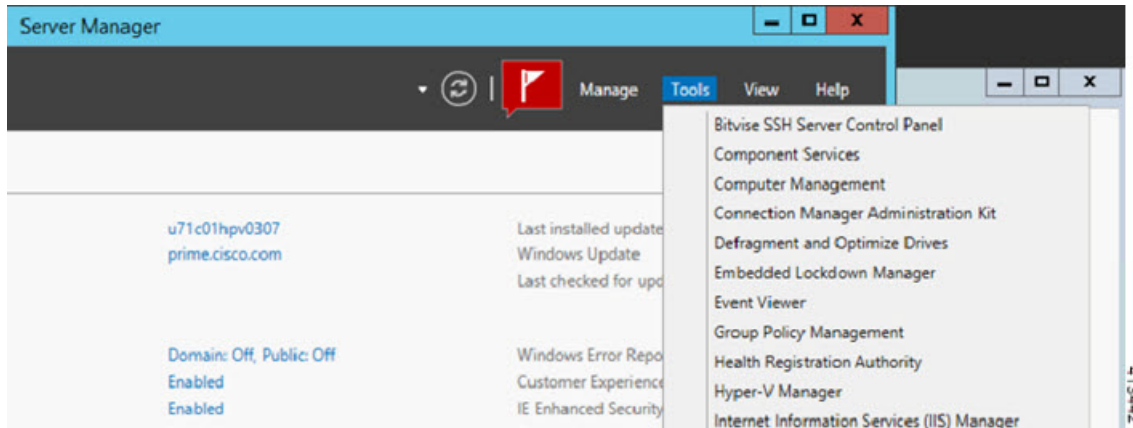 Server Manager
Manage Tools View Help
Bitvise SSH Server Control Panel
Component Services
Computer Management
Connection Manager Administration Kit
Defragment and Optimize Drives
Embedded Lockdown Manager
Event Viewer
Group Policy Management
Health Registration Authority
Hyper-V Manager
Internet Information Services (IIS) Manager
u71c01hpv0307 Last installed update
prime.cisco.com Windows Update
Last checked for upd
Domain: Off, Public: Off Windows Error Repo
Enabled Customer Experience
Enabled IE Enhanced Security